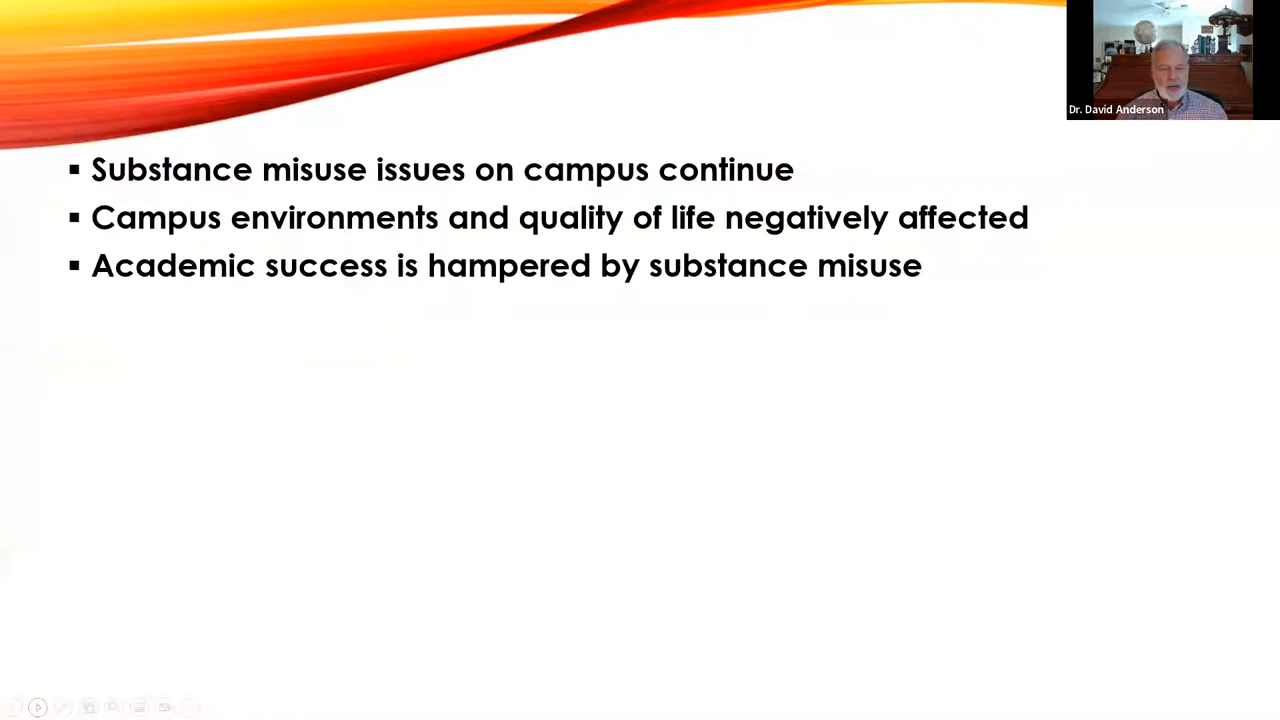 Dr. David Anderson
▪ Substance misuse issues on campus continue
▪ Campus environments and quality of life negatively affected
▪ Academic success is hampered by substance misuse